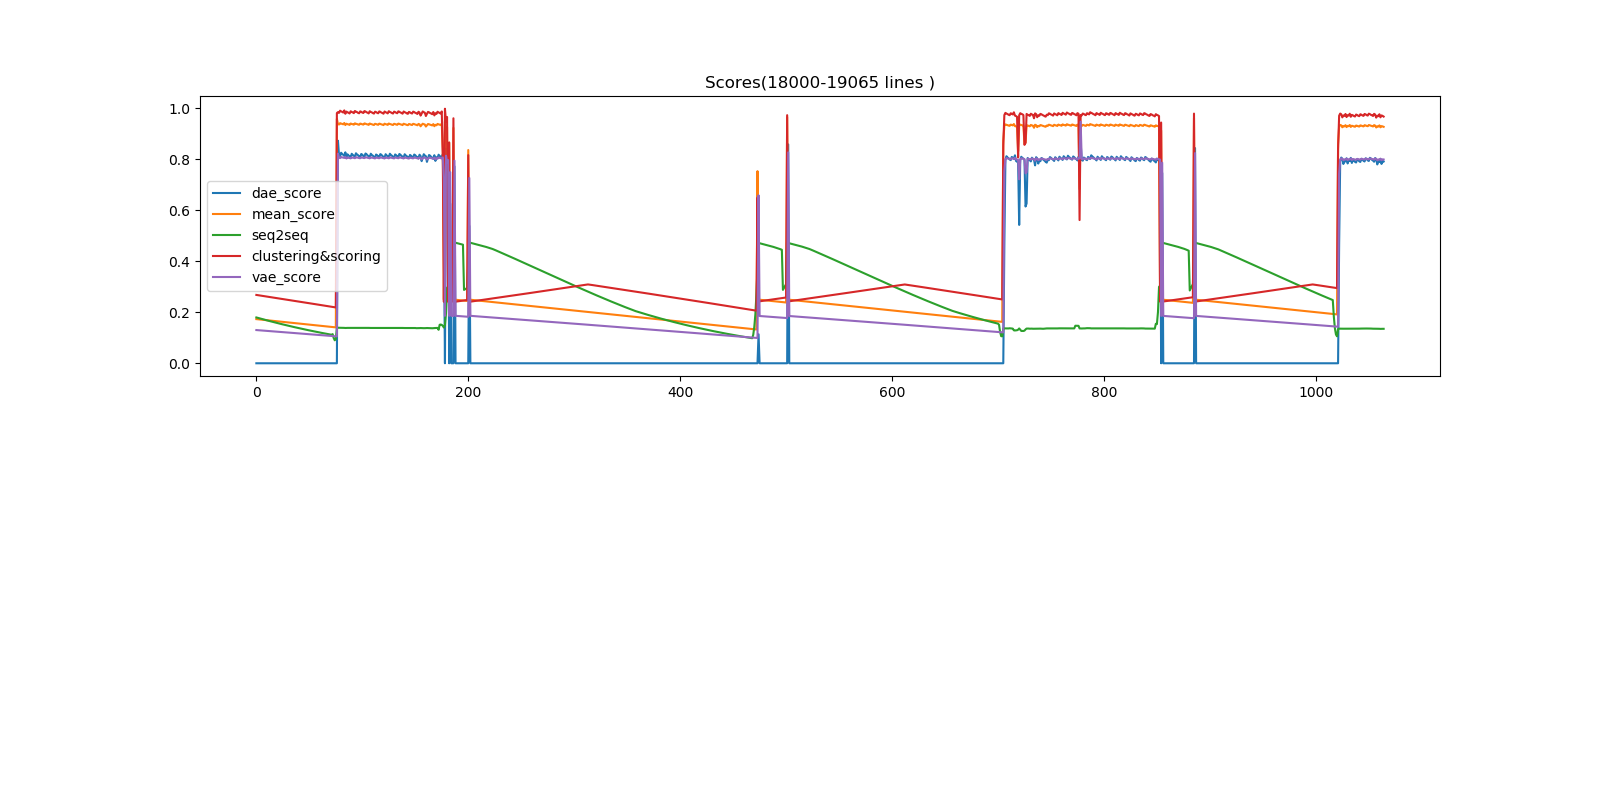 Scores(18000-19065 lines )
1.0
0.8
0.6
0.4
0.2
0.0
dae_score
mean_score
seq2seq
clustering&scoring
vae_score
0 200 400 600 800 1000